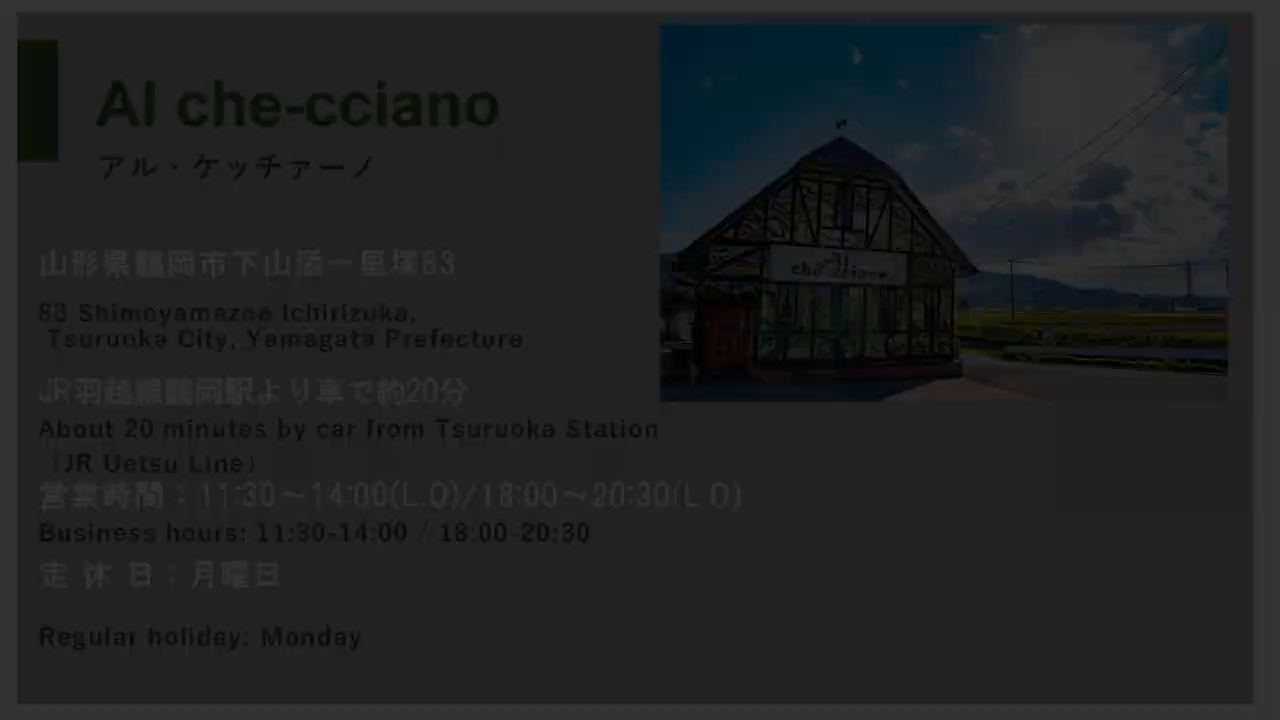 Al che-cciano
アル・ケッチァーノ
山形県鶴岡市下山添一里塚83
83 Shimoyamazoe Ichirizuka,
Tsuruoka City, Yamagata Prefecture
JR羽越線鶴岡駅より車で約20分
About 20 minutes by car from Tsuruoka Station
（JR Uetsu Line）
営業時間：11:30～14:00(L.O)/18:00～20:30(L.O)
Business hours: 11:30-14:00 / 18:00-20:30
定 休 日：月曜日
Regular holiday: Monday
Al
che-cciano